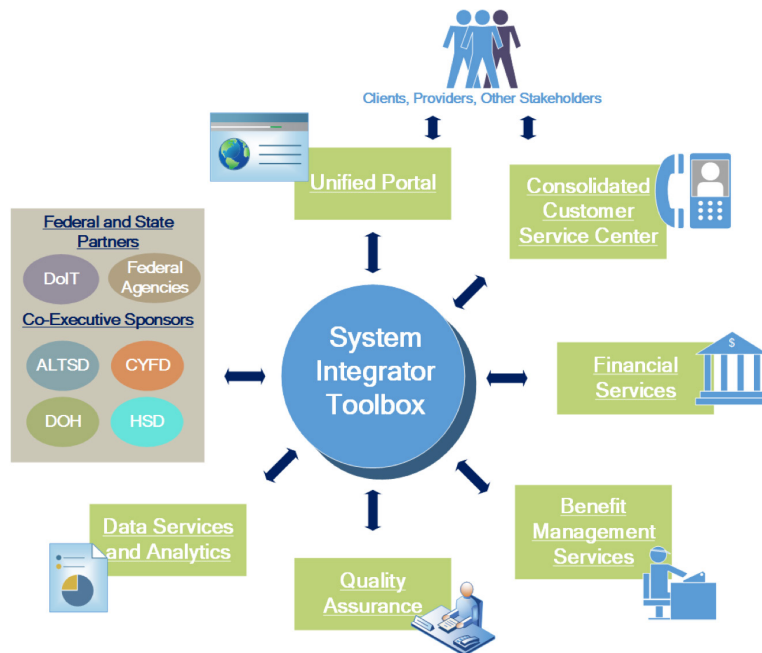 Clients, Providers, Other Stakeholders
Unified Portal
Consolidated
Customer
Service Center
Federal and State
Partners
DoIT
Federal
Agencies
Co-Executive Sponsors
ALTSD
CYFD
DOH
HSD
System
Integrator
Toolbox
$
Financial
Services
Benefit
Management
Services
Data Services
and Analytics
Quality
Assurance